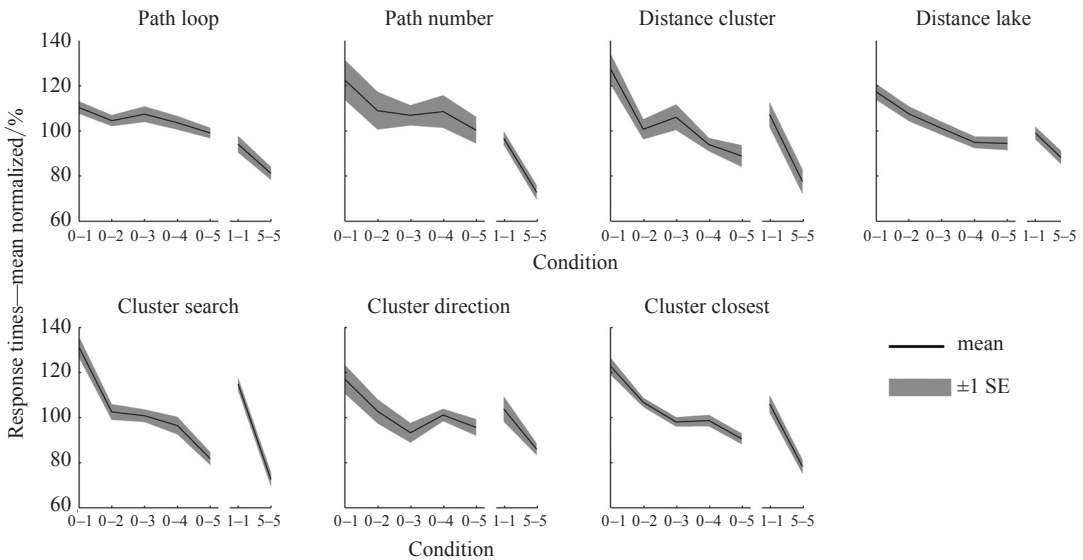 Path loop
Path number
Distance cluster
Distance lake
Response times—mean normalized/%
140
120
100
80
60
0–1 0–2 0–3 0–4 0–5 1–1 5–5
0–1 0–2 0–3 0–4 0–5 1–1 5–5
0–1 0–2 0–3 0–4 0–5 1–1 5–5
0–1 0–2 0–3 0–4 0–5 1–1 5–5
Condition
Cluster search
Cluster direction
Cluster closest
140
120
100
80
60
0–1 0–2 0–3 0–4 0–5 1–1 5–5
0–1 0–2 0–3 0–4 0–5 1–1 5–5
0–1 0–2 0–3 0–4 0–5 1–1 5–5
mean
±1 SE
Condition